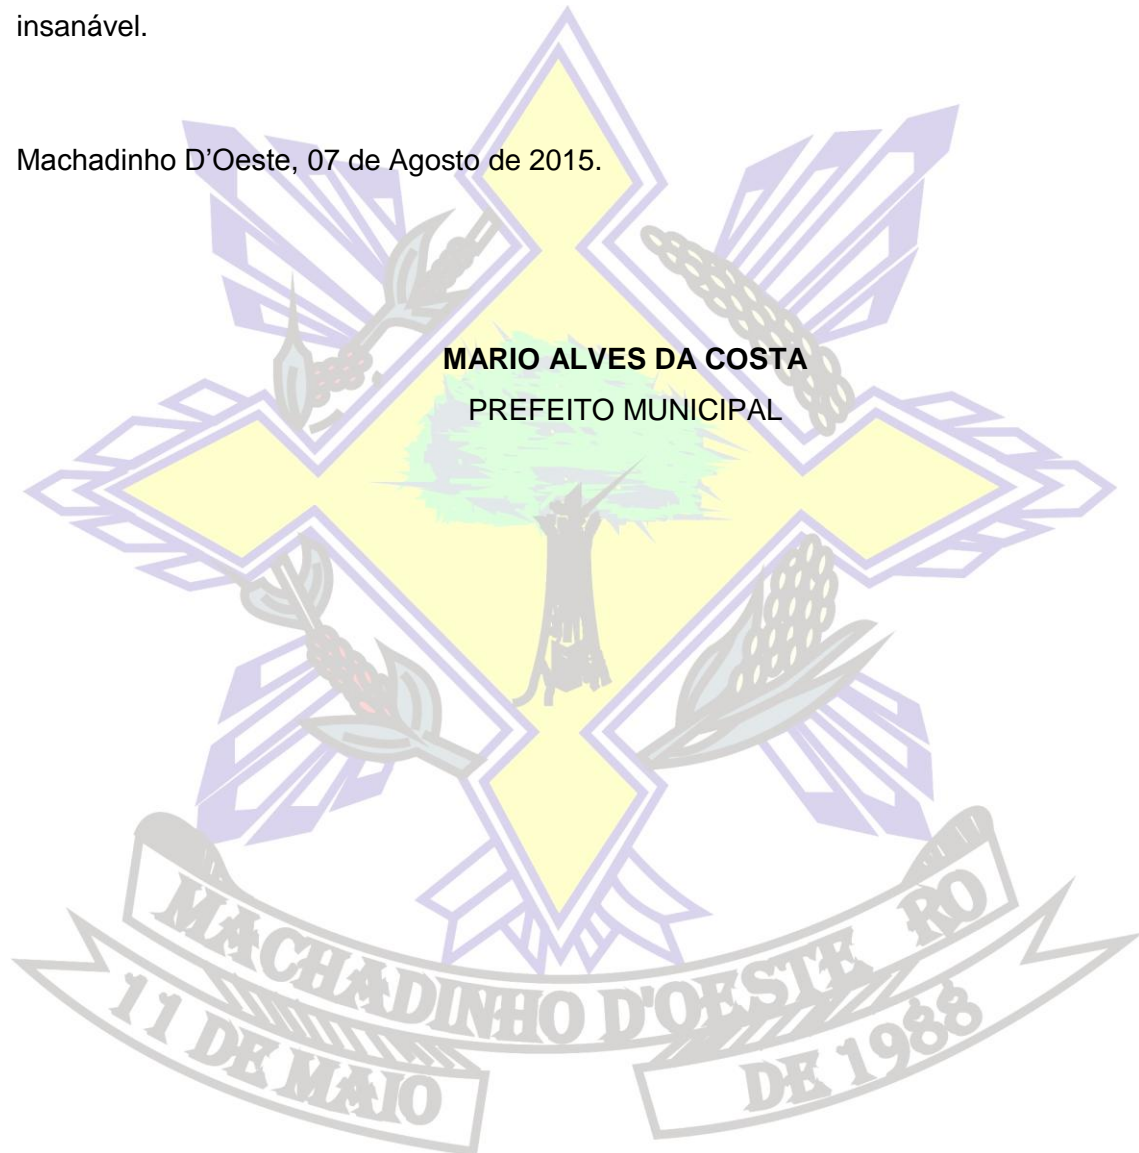 insanável.
Machadinho D’Oeste, 07 de Agosto de 2015.
MARIO ALVES DA COSTA
PREFEITO MUNICIPAL
MACHADINHO D'OESTE RO
11 DE MAIO DE 1988